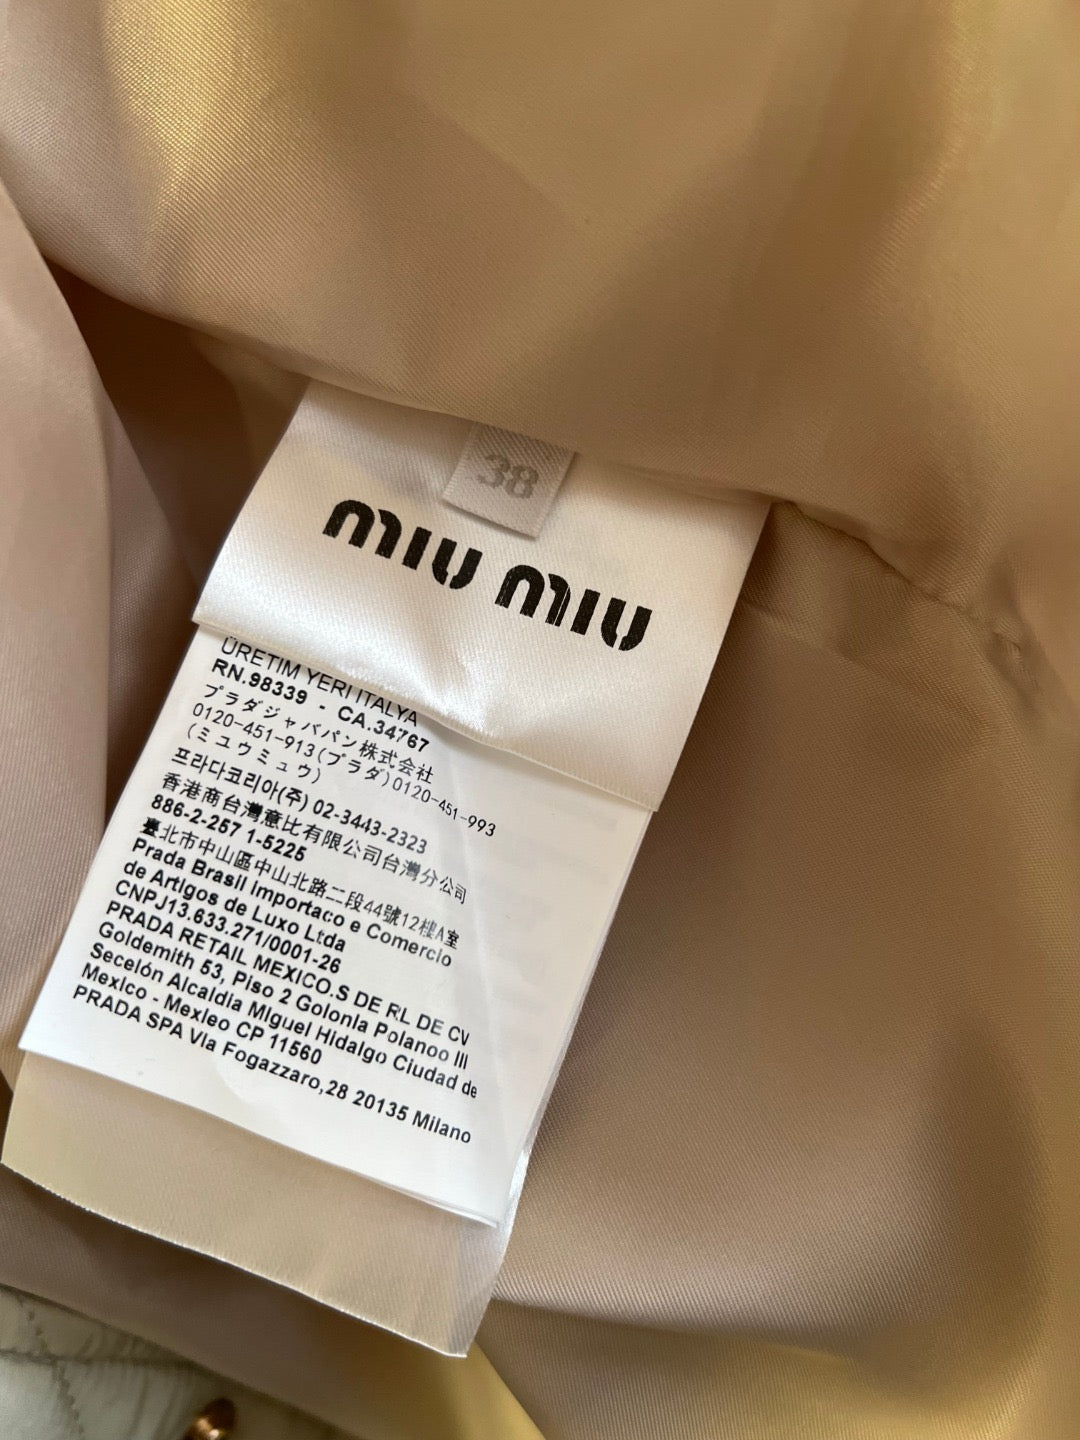 38
miu miu
ÜRETIM YERI ITALYA
RN.98339 - CA.34767
プラダジャパパン株式会社
0120-451-913(プラダ)0120-451-993
(ミュウミュウ)
프라다코리아(주) 02-3443-2323
香港商台灣意比有限公司台灣分公司
886-2-257 1-5225
臺北市中山區中山北路二段44號12樓A室
Prada Brasil Importaco e Comercio
de Artigos de Luxo Ltda
CNPJ13.633.271/0001-26
PRADA RETAIL MEXICO.S DE RL DE CV
Goldemith 53, Piso 2 Golonla Polanoo III
Secelón Alcaldia Mlguel Hidalgo Ciudad de
Mexico - Mexleo CP 11560
PRADA SPA Vla Fogazzaro,28 20135 Milano